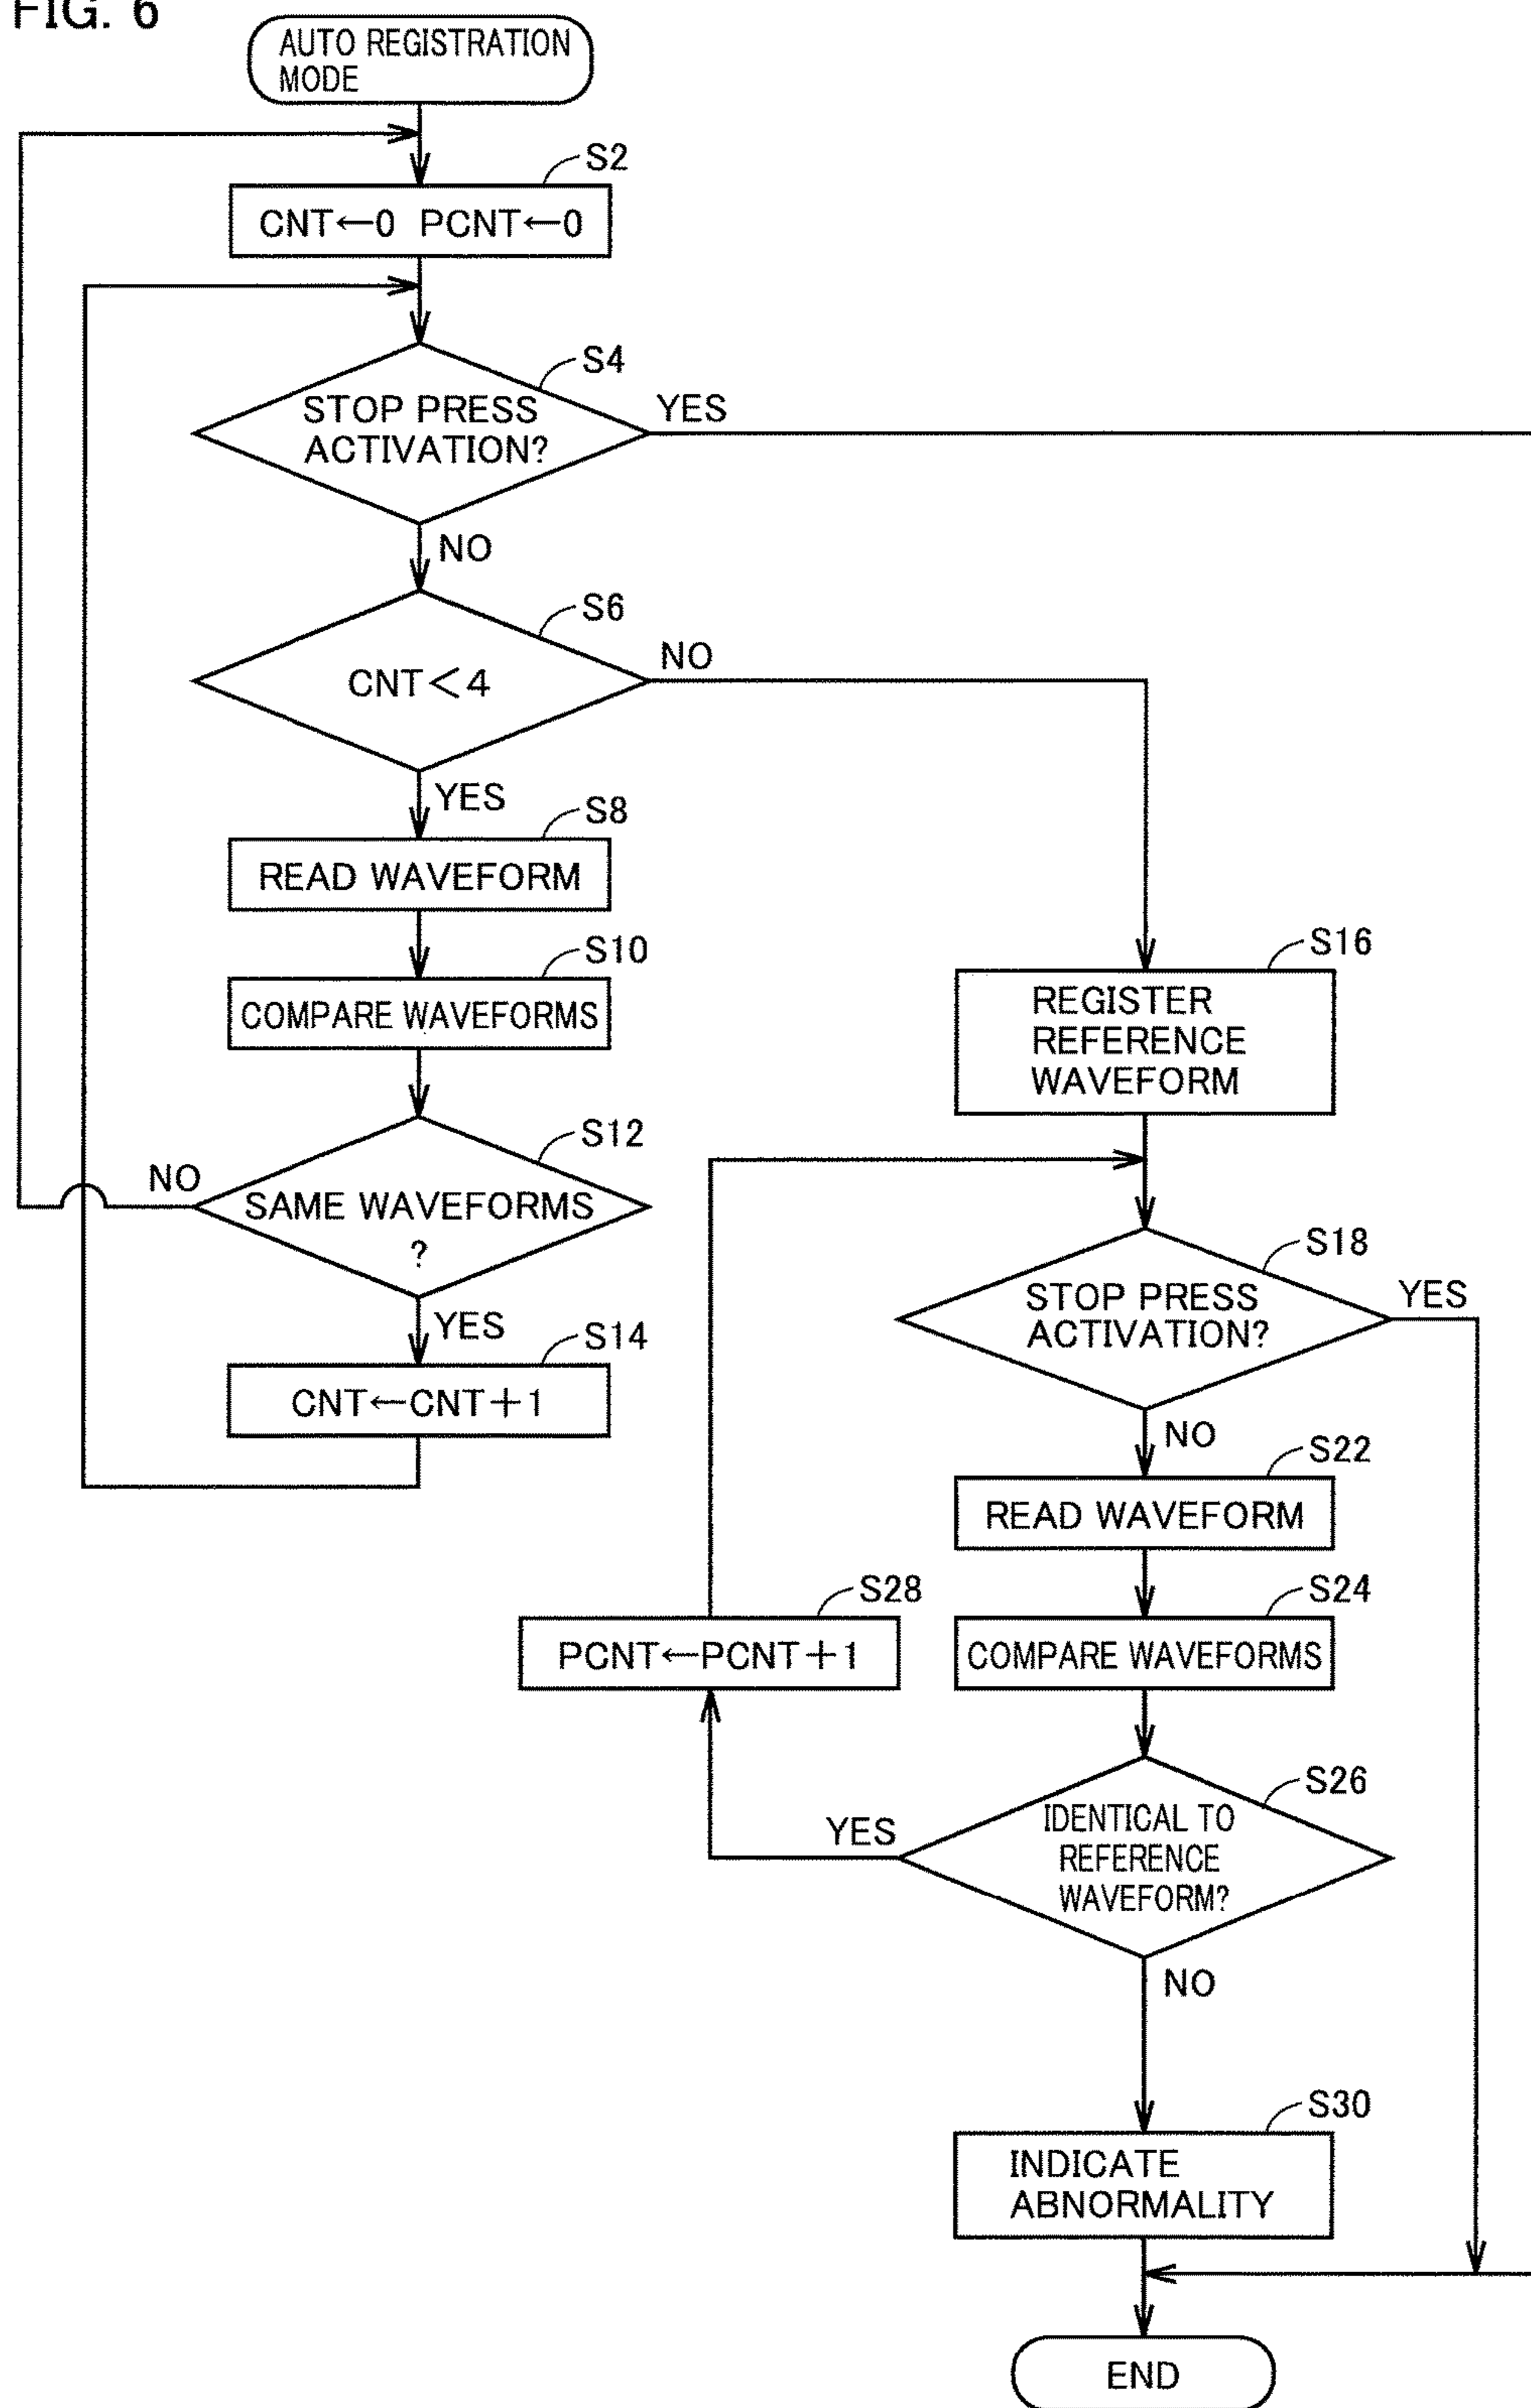 FIG. 6
AUTO REGISTRATION
MODE
S2
CNT←0 PCNT←0
S4
STOP PRESS
ACTIVATION?
YES
NO
S6
CNT<4
NO
YES
S8
READ WAVEFORM
S10
COMPARE WAVEFORMS
S12
SAME WAVEFORMS
?
NO
YES
S14
CNT←CNT+1
S16
REGISTER
REFERENCE
WAVEFORM
S18
STOP PRESS
ACTIVATION?
YES
NO
S22
READ WAVEFORM
S24
COMPARE WAVEFORMS
S28
PCNT←PCNT+1
S26
IDENTICAL TO
REFERENCE
WAVEFORM?
YES
NO
S30
INDICATE
ABNORMALITY
END